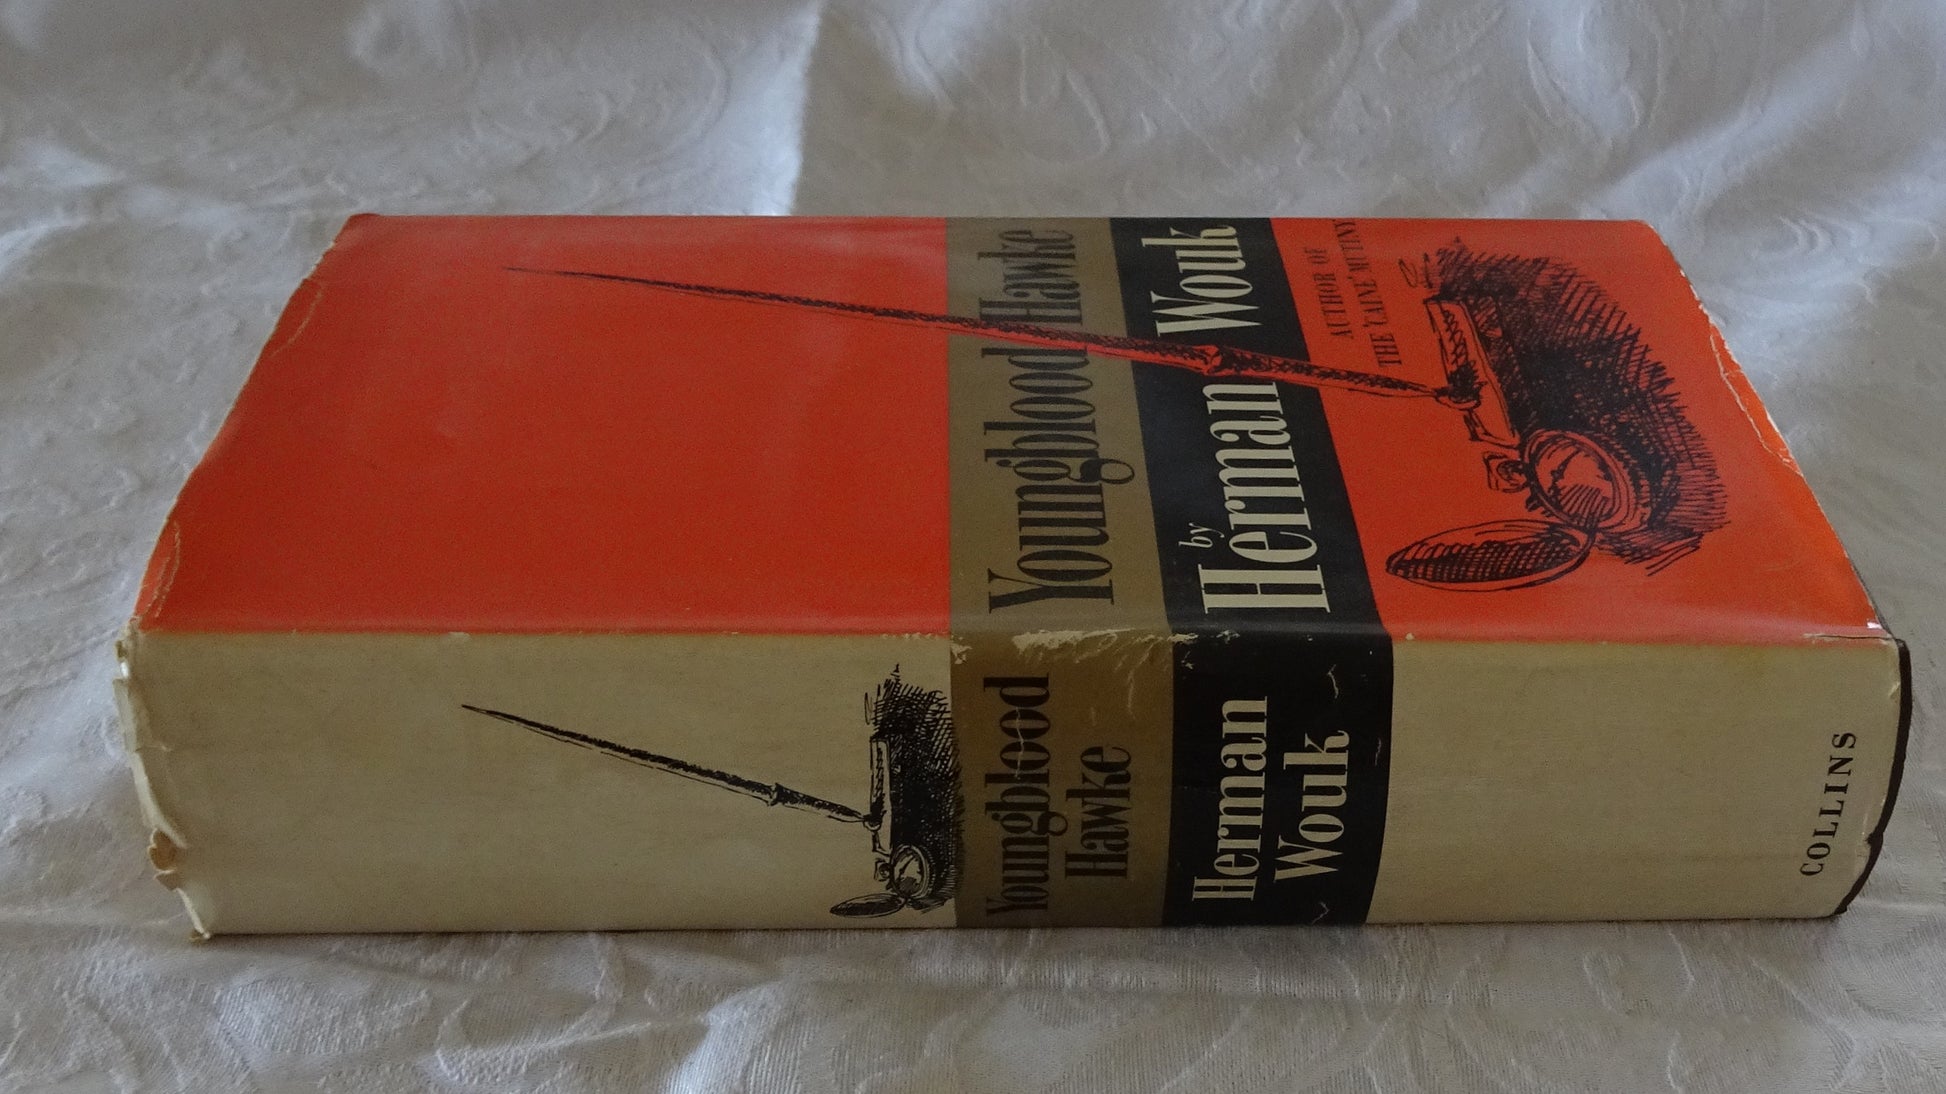 Youngblood Hawke
by
Herman Wouk
AUTHOR OF
THE 'CAINE' MUTINY
Youngblood
Hawke
Herman
Wouk
COLLINS